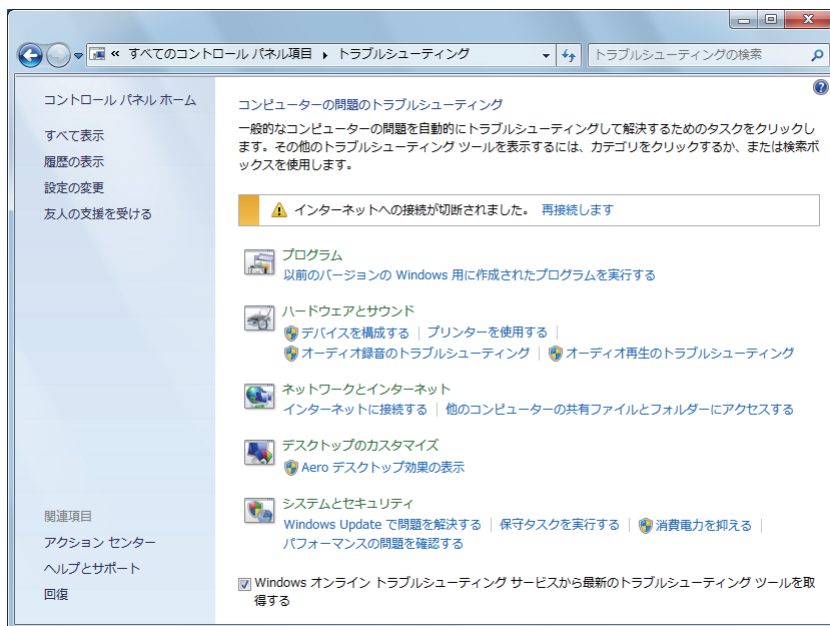 « すべてのコントロール パネル項目 ▸ トラブルシューティング
トラブルシューティングの検索
コントロール パネル ホーム
すべて表示
履歴の表示
設定の変更
友人の支援を受ける
コンピューターの問題のトラブルシューティング
一般的なコンピューターの問題を自動的にトラブルシューティングして解決するためのタスクをクリックし
ます。その他のトラブルシューティング ツールを表示するには、カテゴリをクリックするか、または検索ボ
ックスを使用します。
インターネットへの接続が切断されました。 再接続します
プログラム
以前のバージョンの Windows 用に作成されたプログラムを実行する
ハードウェアとサウンド
デバイスを構成する | プリンターを使用する |
オーディオ録音のトラブルシューティング | オーディオ再生のトラブルシューティング
ネットワークとインターネット
インターネットに接続する | 他のコンピューターの共有ファイルとフォルダーにアクセスする
デスクトップのカスタマイズ
Aero デスクトップ効果の表示
システムとセキュリティ
Windows Update で問題を解決する | 保守タスクを実行する | 消費電力を抑える |
パフォーマンスの問題を確認する
Windows オンライン トラブルシューティング サービスから最新のトラブルシューティング ツールを取
得する
関連項目
アクション センター
ヘルプとサポート
回復